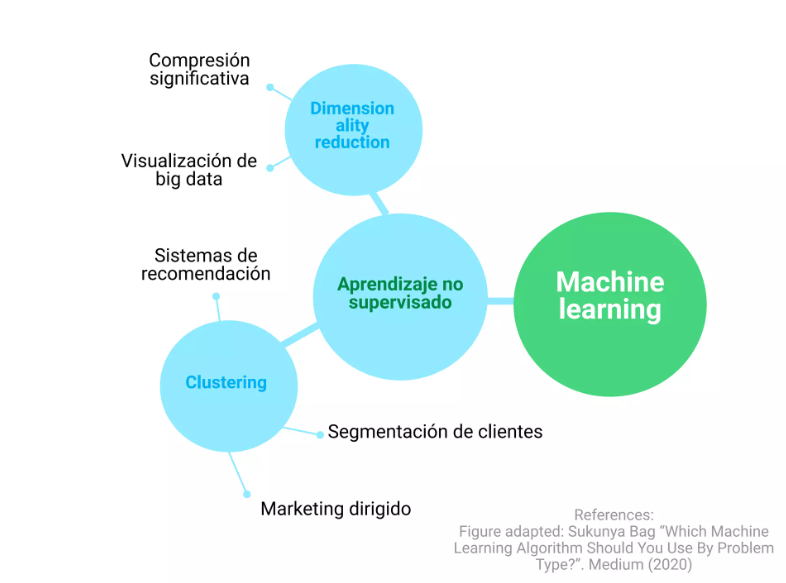 Compresión
significativa
Dimension
ality
reduction
Visualización de
big data
Sistemas de
recomendación
Aprendizaje no
supervisado
Machine
learning
Clustering
Segmentación de clientes
Marketing dirigido
References:
Figure adapted: Sukunya Bag “Which Machine
Learning Algorithm Should You Use By Problem
Type?”. Medium (2020)